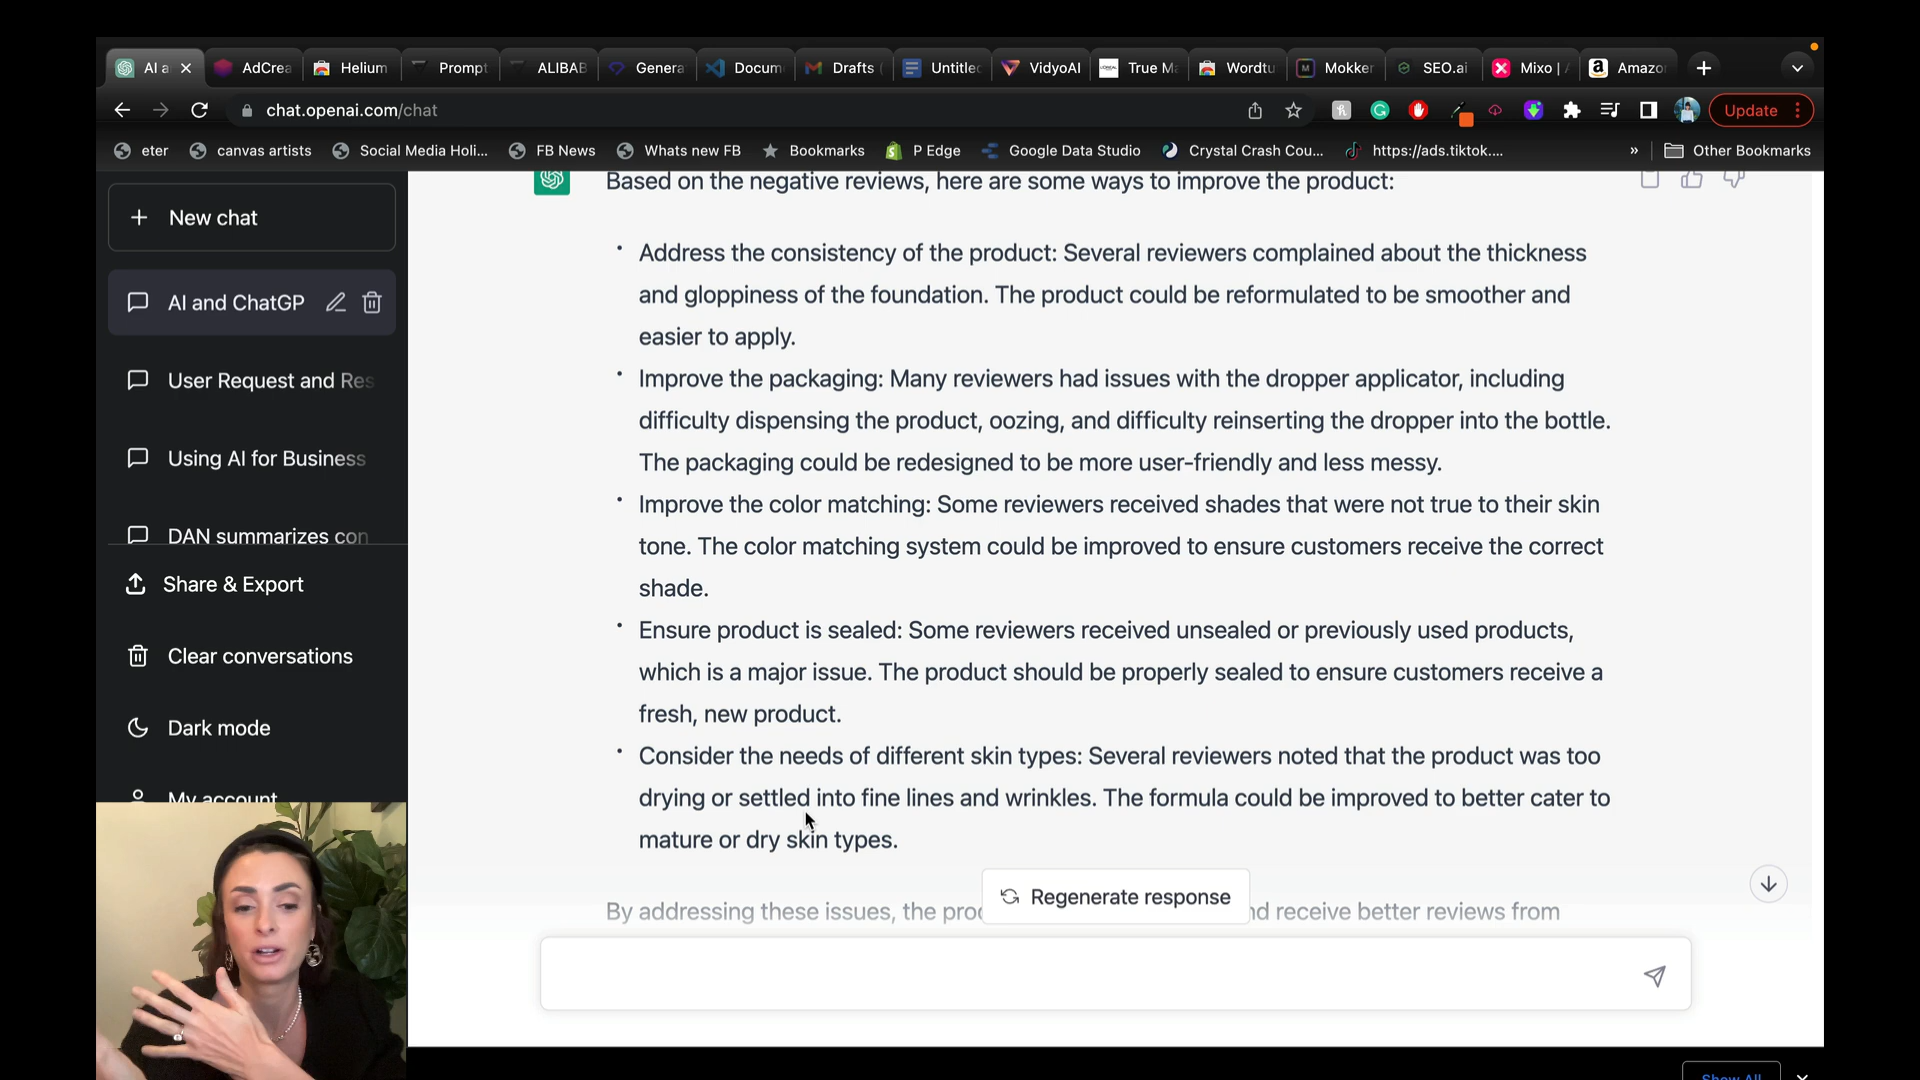 AI a
AdCrea
Helium
Prompt
ALIBAB
Genera
Docum
Drafts
Untitled
VidyoAI
True Ma
Wordtu
Mokker
SEO.ai
Mixo |
Amazo
chat.openai.com/chat
Update
eter
canvas artists
Social Media Holi...
FB News
Whats new FB
Bookmarks
P Edge
Google Data Studio
Crystal Crash Cou...
https://ads.tiktok....
»
Other Bookmarks
New chat
AI and ChatGP
User Request and Res
Using AI for Business
DAN summarizes con
Share & Export
Clear conversations
Dark mode
My account
Based on the negative reviews, here are some ways to improve the product:
Address the consistency of the product: Several reviewers complained about the thickness
and gloppiness of the foundation. The product could be reformulated to be smoother and
easier to apply.
Improve the packaging: Many reviewers had issues with the dropper applicator, including
difficulty dispensing the product, oozing, and difficulty reinserting the dropper into the bottle.
The packaging could be redesigned to be more user-friendly and less messy.
Improve the color matching: Some reviewers received shades that were not true to their skin
tone. The color matching system could be improved to ensure customers receive the correct
shade.
Ensure product is sealed: Some reviewers received unsealed or previously used products,
which is a major issue. The product should be properly sealed to ensure customers receive a
fresh, new product.
Consider the needs of different skin types: Several reviewers noted that the product was too
drying or settled into fine lines and wrinkles. The formula could be improved to better cater to
mature or dry skin types.
By addressing these issues, the pro
Regenerate response
d receive better reviews from
Show All